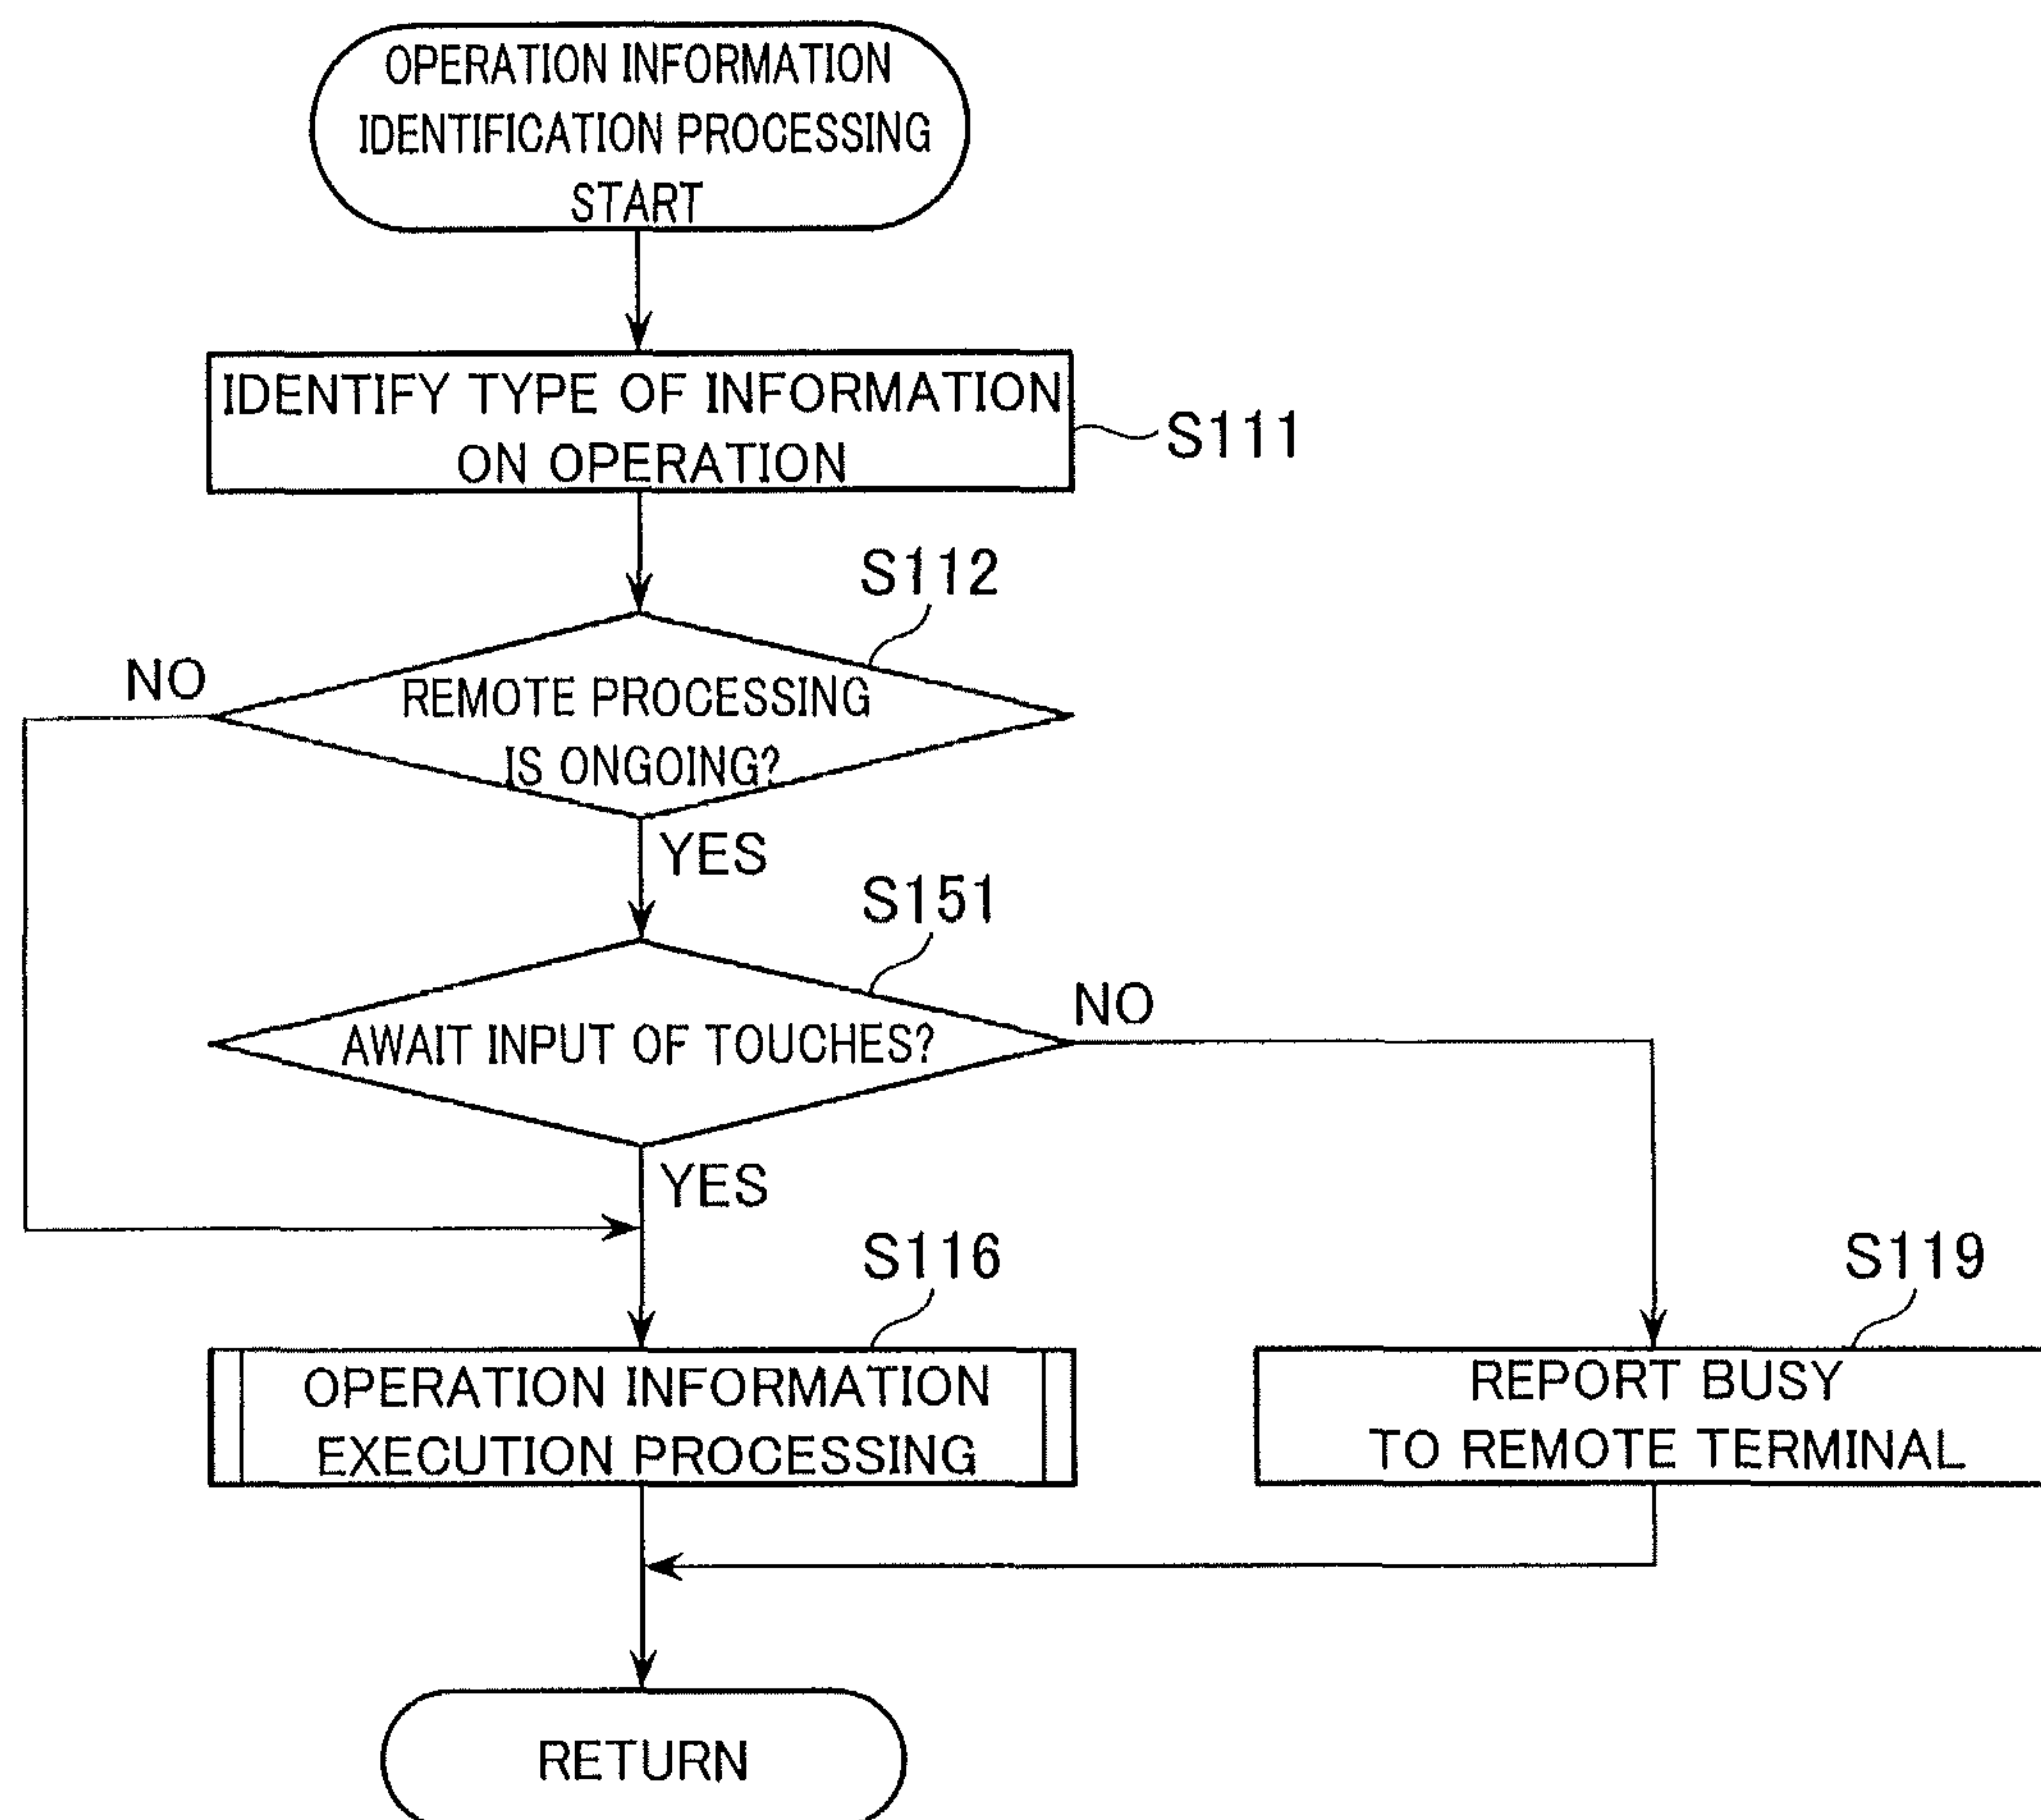 OPERATION INFORMATION
IDENTIFICATION PROCESSING
START
IDENTIFY TYPE OF INFORMATION
ON OPERATION
S111
S112
NO
REMOTE PROCESSING
IS ONGOING?
YES
S151
NO
AWAIT INPUT OF TOUCHES?
YES
S116
S119
OPERATION INFORMATION
EXECUTION PROCESSING
REPORT BUSY
TO REMOTE TERMINAL
RETURN